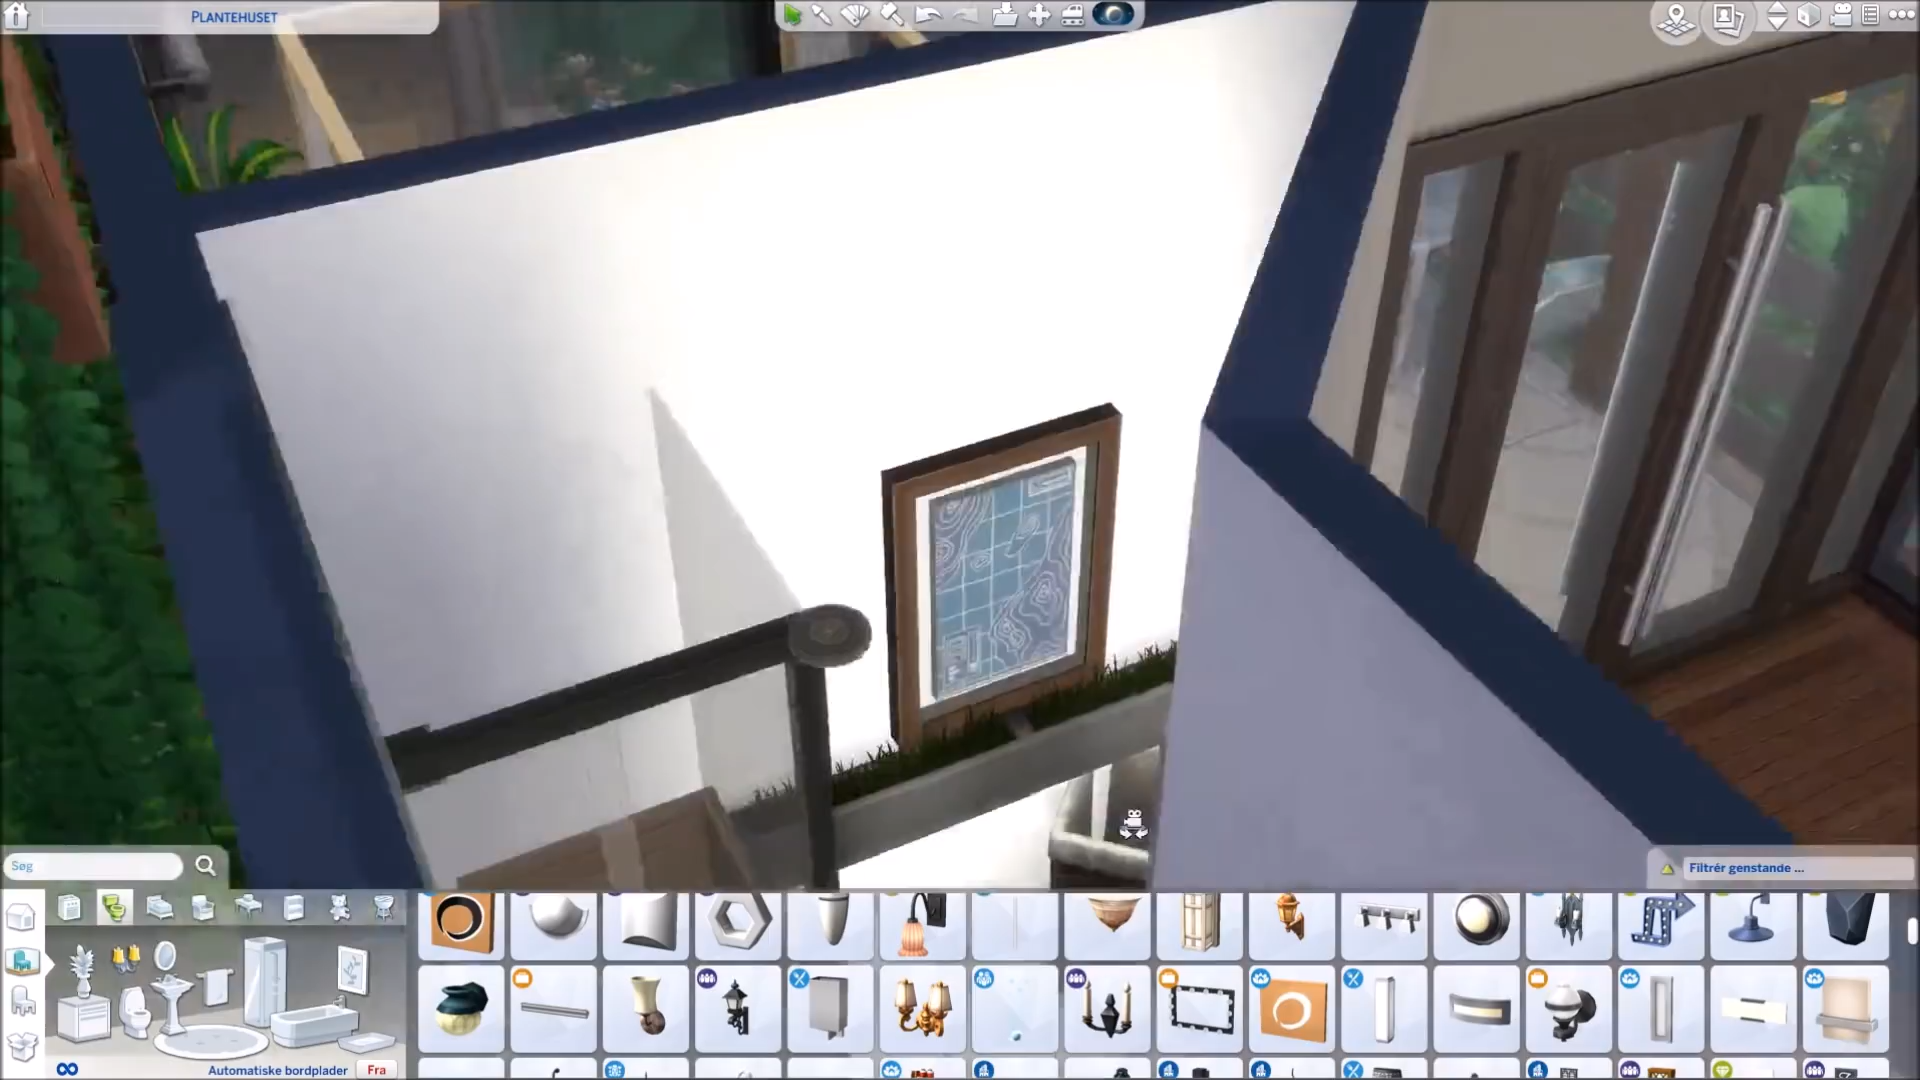 PLANTEHUSET
Søg
Filtrér genstande ...
Automatiske bordplader
Fra